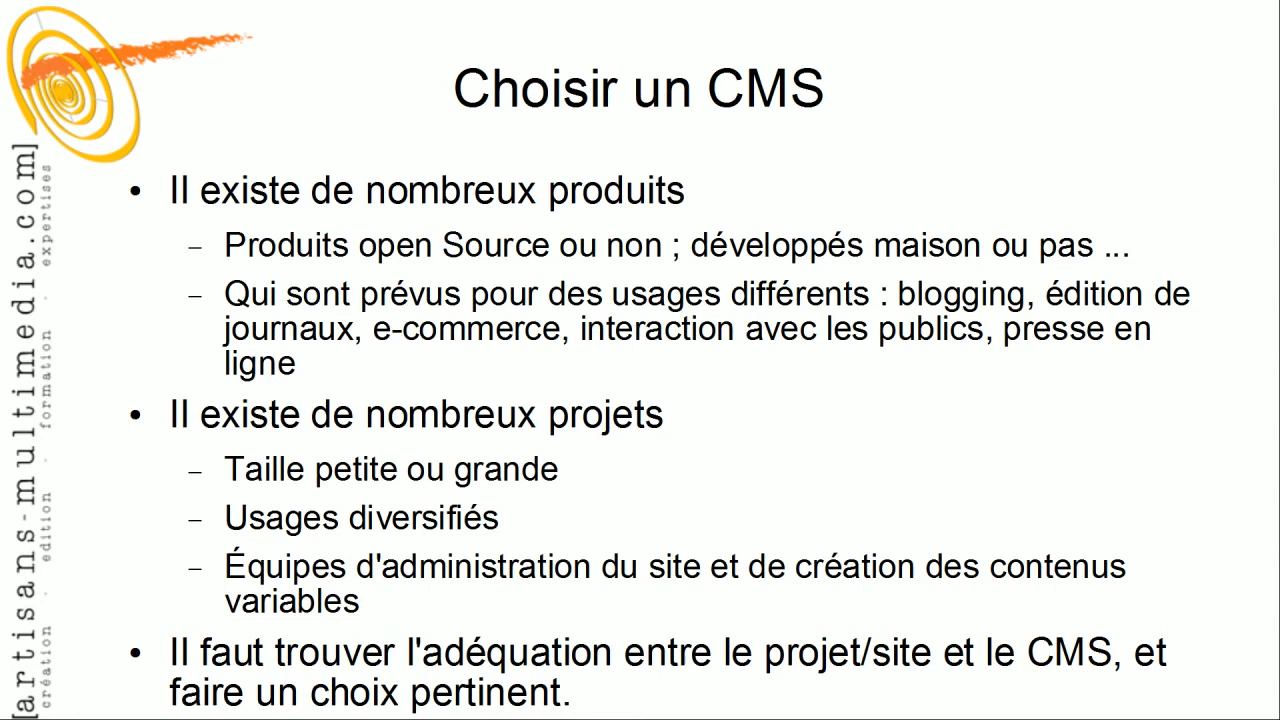 Choisir un CMS
• Il existe de nombreux produits
– Produits open Source ou non ; développés maison ou pas ...
– Qui sont prévus pour des usages différents : blogging, édition de
journaux, e-commerce, interaction avec les publics, presse en
ligne
• Il existe de nombreux projets
– Taille petite ou grande
– Usages diversifiés
– Équipes d'administration du site et de création des contenus
variables
• Il faut trouver l'adéquation entre le projet/site et le CMS, et
faire un choix pertinent.
[artisans-multimedia.com]
création . edition . formation . expertises